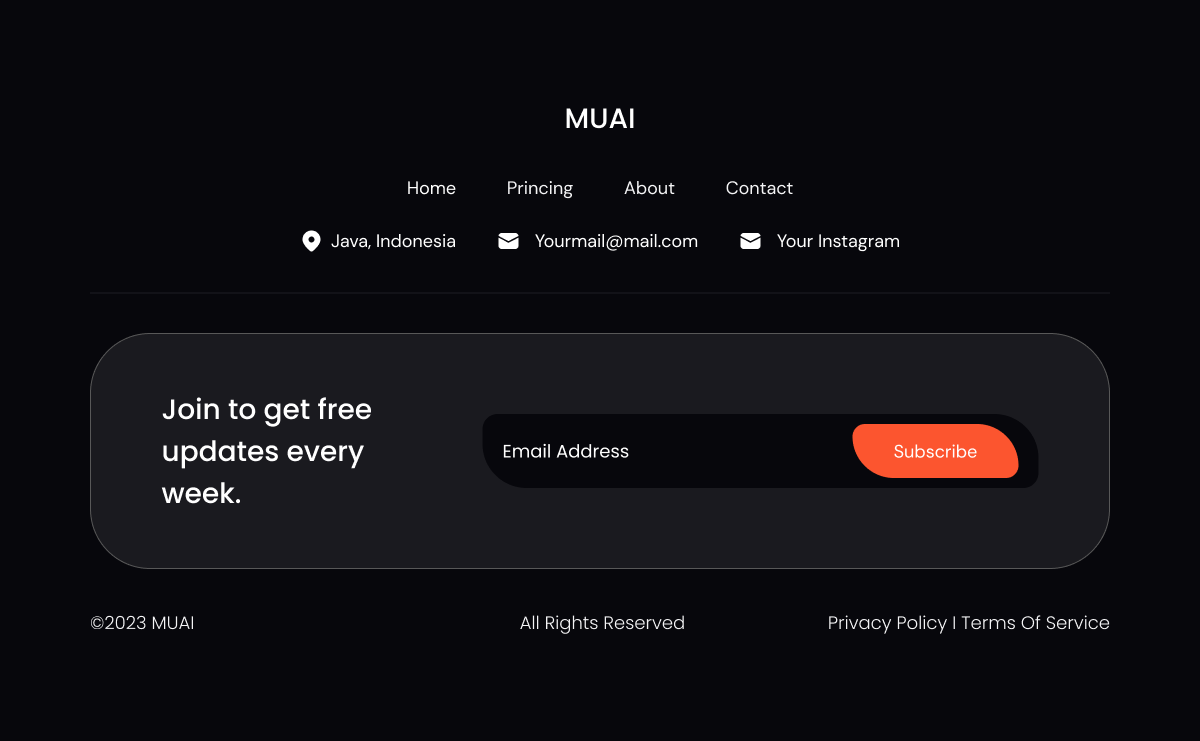 MUAI
Home Princing About Contact
Java, Indonesia Yourmail@mail.com Your Instagram
Join to get free
updates every
week.
Email Address
Subscribe
©2023 MUAI All Rights Reserved Privacy Policy I Terms Of Service